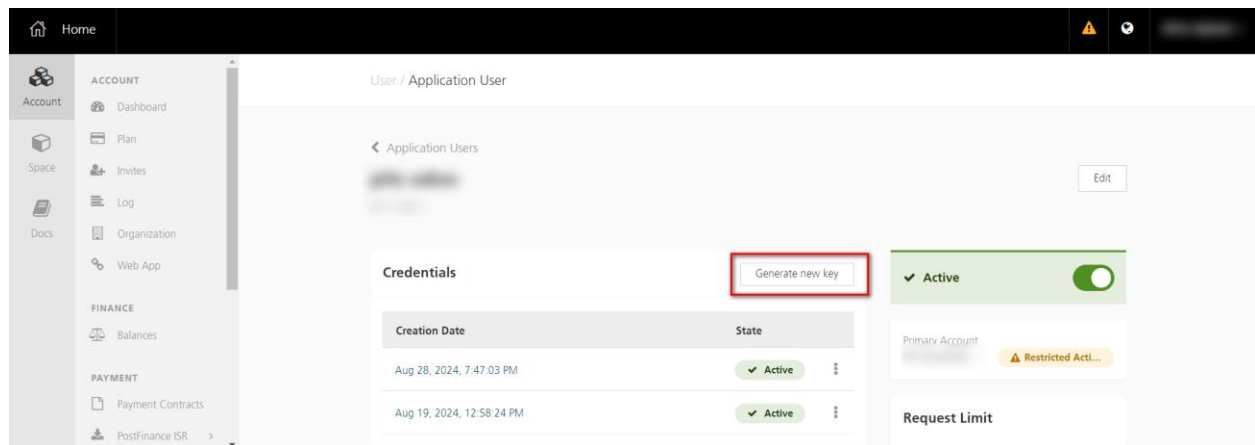 Home
Account
Space
Docs
ACCOUNT
Dashboard
Plan
Invites
Log
Organization
Web App
FINANCE
Balances
PAYMENT
Payment Contracts
PostFinance ISR
User / Application User
Application Users
Edit
Credentials
Generate new key
Creation Date State
Aug 28, 2024, 7:47:03 PM Active
Aug 19, 2024, 12:58:24 PM Active
Active
Primary Account
Restricted Acti...
Request Limit